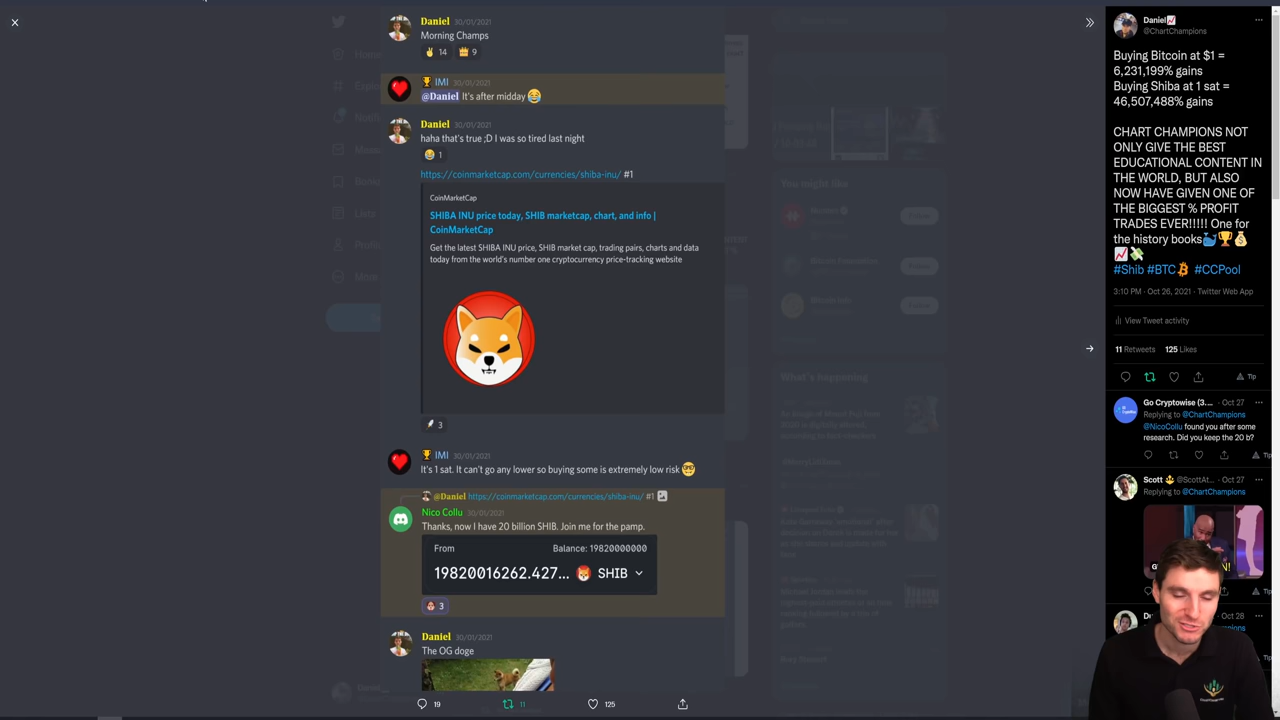 Daniel 30/01/2021
Morning Champs
14 9
IMI 30/01/2021
@Daniel It's after midday
Daniel 30/01/2021
haha that's true ;D I was so tired last night
1
https://coinmarketcap.com/currencies/shiba-inu/ #1
CoinMarketCap
SHIBA INU price today, SHIB marketcap, chart, and info |
CoinMarketCap
Get the latest SHIBA INU price, SHIB market cap, trading pairs, charts and data
today from the world's number one cryptocurrency price-tracking website
3
IMI 30/01/2021
It's 1 sat. It can't go any lower so buying some is extremely low risk
@Daniel https://coinmarketcap.com/currencies/shiba-inu/ #1
Nico Collu 30/01/2021
Thanks, now I have 20 billion SHIB. Join me for the pamp.
From Balance: 19820000000
19820016262.427... SHIB
3
Daniel 30/01/2021
The OG doge
19 11 125
You might like
What's happening
Daniel
@ChartChampions
Buying Bitcoin at $1 =
6,231,199% gains
Buying Shiba at 1 sat =
46,507,488% gains
CHART CHAMPIONS NOT
ONLY GIVE THE BEST
EDUCATIONAL CONTENT IN
THE WORLD, BUT ALSO
NOW HAVE GIVEN ONE OF
THE BIGGEST % PROFIT
TRADES EVER!!!!! One for
the history books
#Shib #BTC #CCPool
3:10 PM · Oct 26, 2021 · Twitter Web App
View Tweet activity
11 Retweets 125 Likes
Tip
Go Cryptowise (3.... · Oct 27
Replying to @ChartChampions
@NicoCollu found you after some
research. Did you keep the 20 b?
Tip
Scott @ScottAt... · Oct 27
Replying to @ChartChampions
Tip
Oct 28
Tip